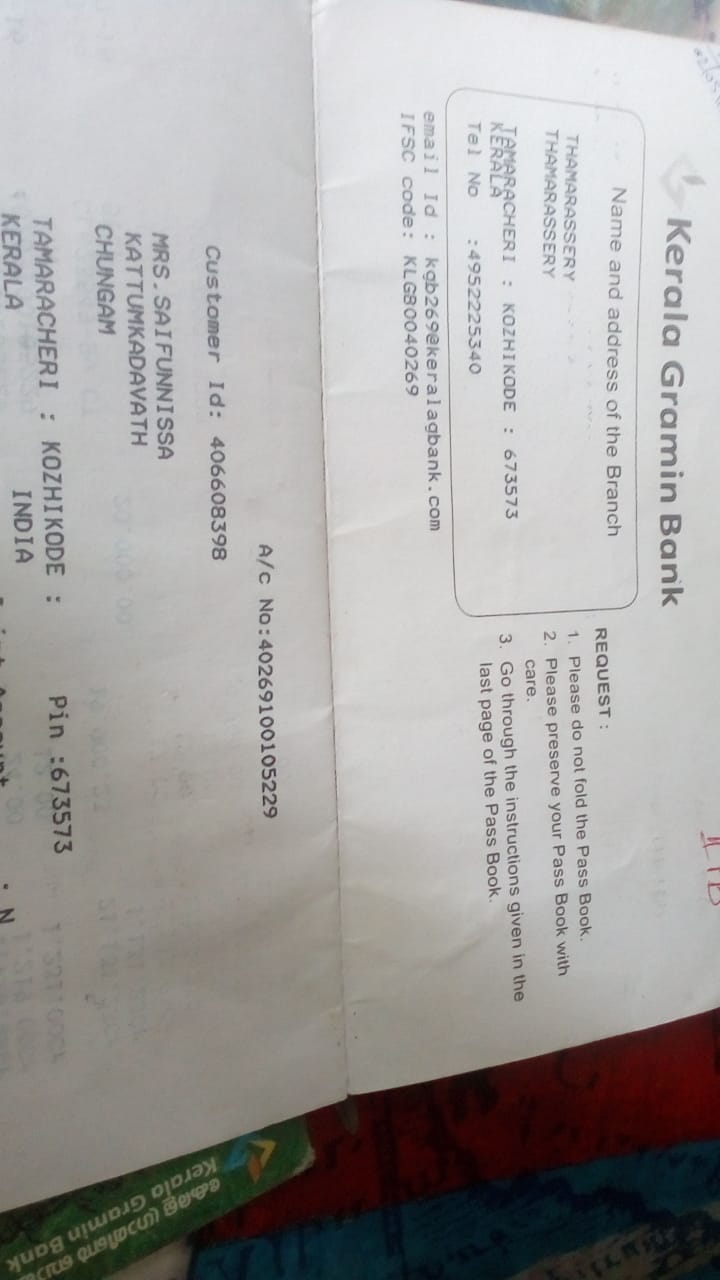 Kerala Gramin Bank
Name and address of the Branch
THAMARASSERY
THAMARASSERY
TAMARACHERI : KOZHIKODE : 673573
KERALA
Tel No :4952225340
email Id : kgb269@keralagbank.com
IFSC code: KLGB0040269
REQUEST :
1. Please do not fold the Pass Book.
2. Please preserve your Pass Book with
care.
3. Go through the instructions given in the
last page of the Pass Book.
A/c No:40269100105229
Customer Id: 406608398
MRS.SAIFUNNISSA
KATTUMKADAVATH
CHUNGAM
TAMARACHERI : KOZHIKODE : Pin :673573
KERALA INDIA
: N
Kerala Gramin Bank